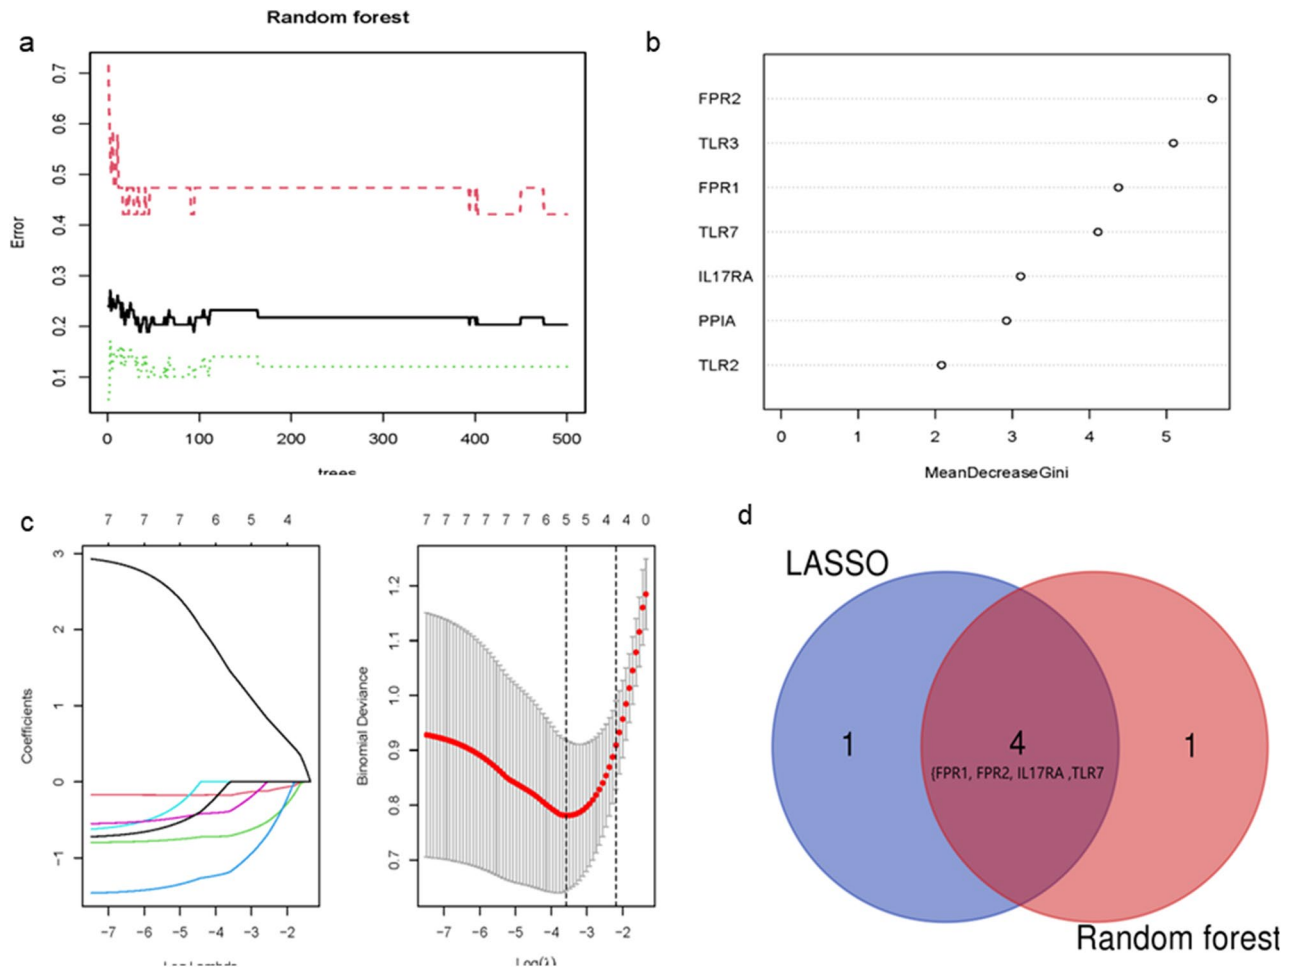 Random forest
a
Error
0.7
0.6
0.5
0.4
0.3
0.2
0.1
0 100 200 300 400 500
trees
b
FPR2
TLR3
FPR1
TLR7
IL17RA
PPIA
TLR2
0 1 2 3 4 5
MeanDecreaseGini
c
7 7 7 6 5 4
Coefficients
3
2
1
0
−1
−7 −6 −5 −4 −3 −2
Log Lambda
7 7 7 7 7 7 6 5 5 4 4 0
Binomial Deviance
1.2
1.1
1.0
0.9
0.8
0.7
−7 −6 −5 −4 −3 −2
Log(λ)
d
LASSO
1 4 1
(FPR1, FPR2, IL17RA ,TLR7
Random forest